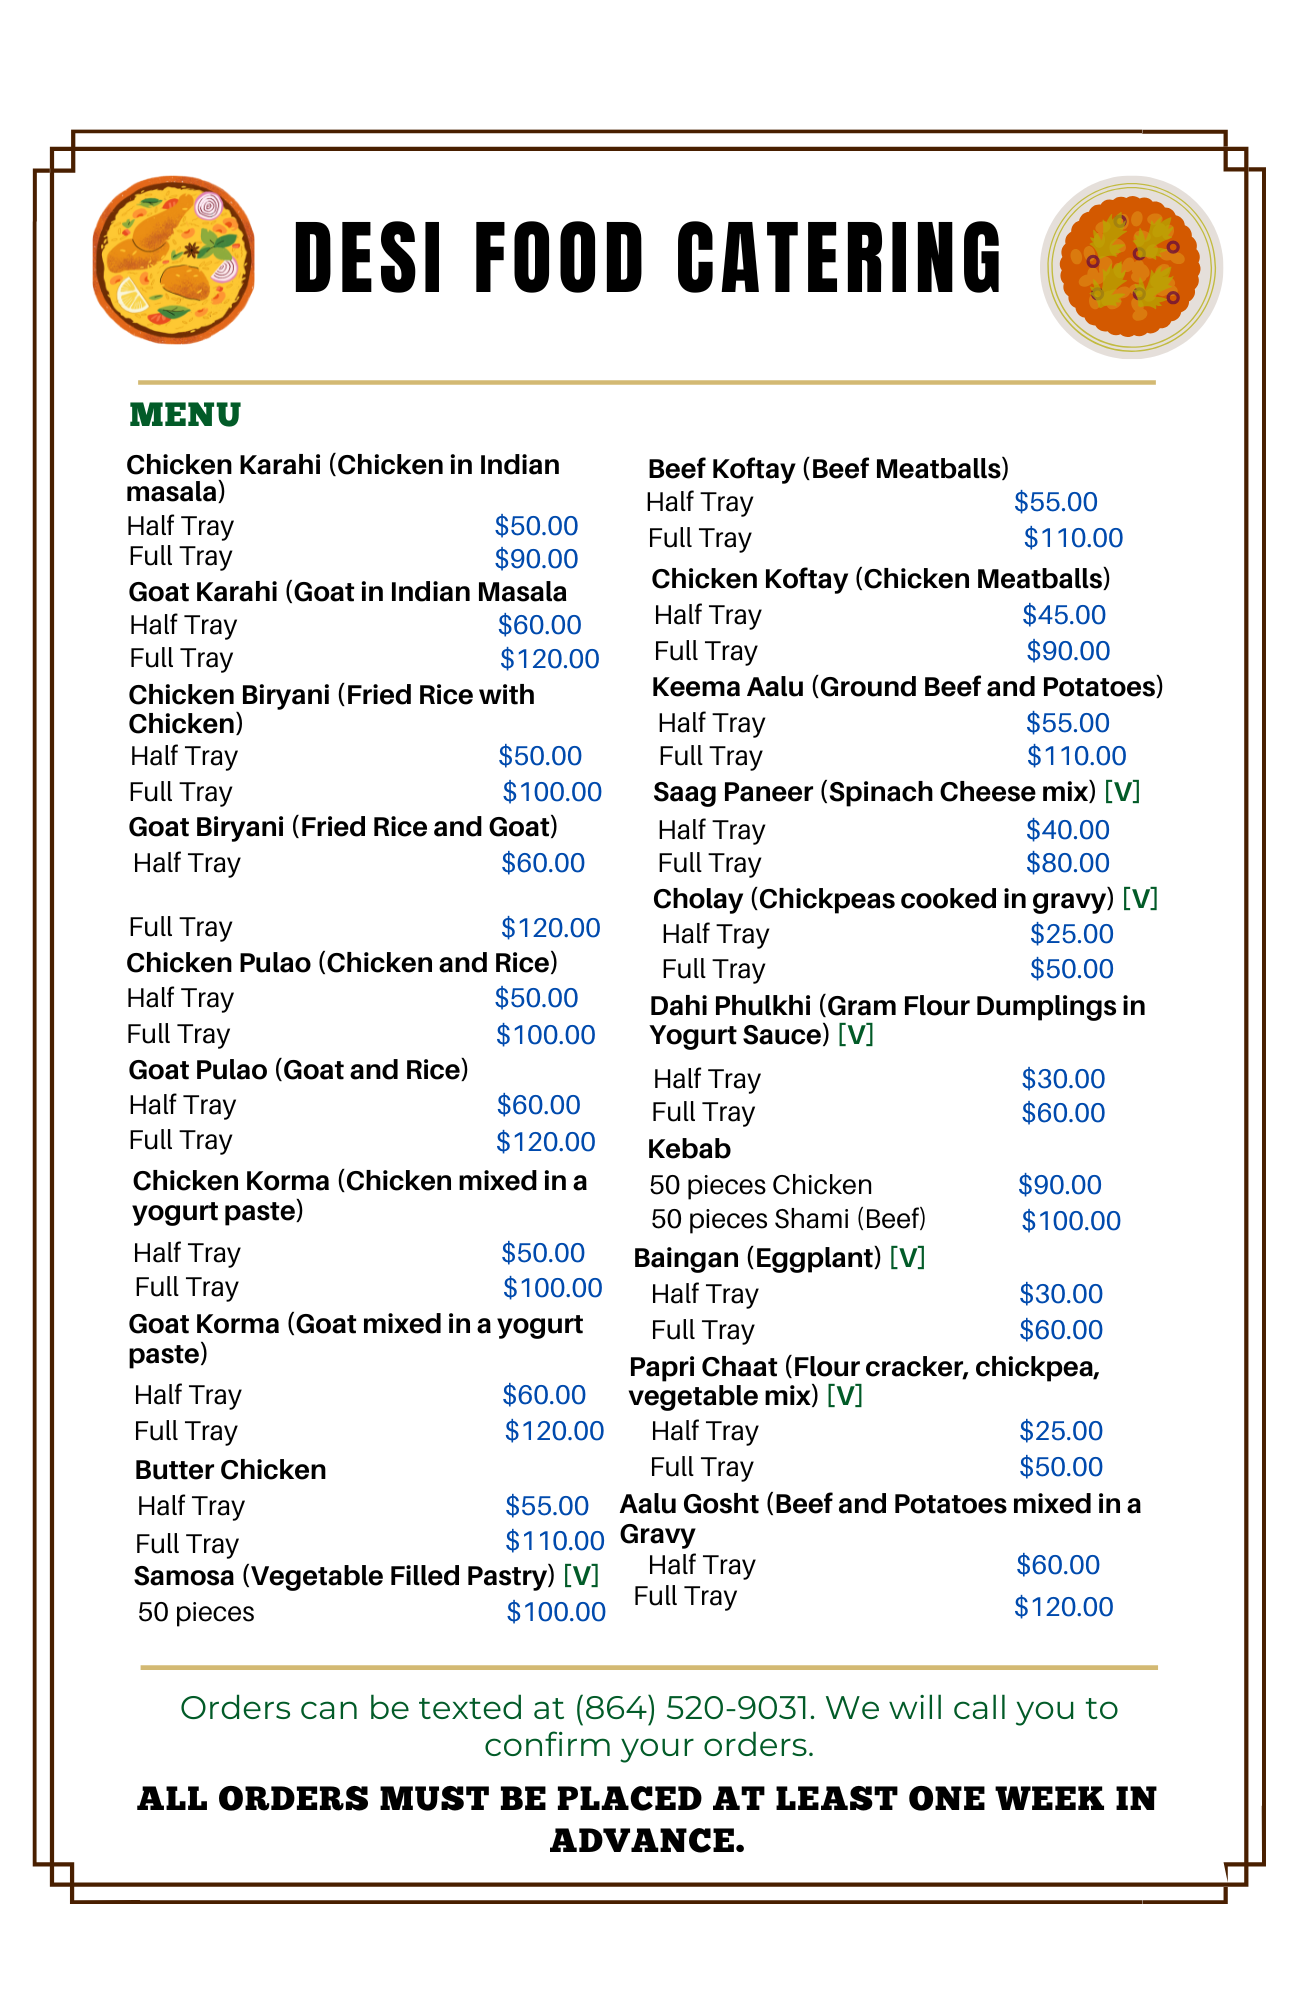 DESI FOOD CATERING
MENU
Chicken Karahi (Chicken in Indian
masala)
Half Tray $50.00
Full Tray $90.00
Goat Karahi (Goat in Indian Masala
Half Tray $60.00
Full Tray $120.00
Chicken Biryani (Fried Rice with
Chicken)
Half Tray $50.00
Full Tray $100.00
Goat Biryani (Fried Rice and Goat)
Half Tray $60.00
Full Tray $120.00
Chicken Pulao (Chicken and Rice)
Half Tray $50.00
Full Tray $100.00
Goat Pulao (Goat and Rice)
Half Tray $60.00
Full Tray $120.00
Chicken Korma (Chicken mixed in a
yogurt paste)
Half Tray $50.00
Full Tray $100.00
Goat Korma (Goat mixed in a yogurt
paste)
Half Tray $60.00
Full Tray $120.00
Butter Chicken
Half Tray $55.00
Full Tray $110.00
Samosa (Vegetable Filled Pastry) [V]
50 pieces $100.00
Beef Koftay (Beef Meatballs)
Half Tray $55.00
Full Tray $110.00
Chicken Koftay (Chicken Meatballs)
Half Tray $45.00
Full Tray $90.00
Keema Aalu (Ground Beef and Potatoes)
Half Tray $55.00
Full Tray $110.00
Saag Paneer (Spinach Cheese mix) [V]
Half Tray $40.00
Full Tray $80.00
Cholay (Chickpeas cooked in gravy) [V]
Half Tray $25.00
Full Tray $50.00
Dahi Phulkhi (Gram Flour Dumplings in
Yogurt Sauce) [V]
Half Tray $30.00
Full Tray $60.00
Kebab
50 pieces Chicken $90.00
50 pieces Shami (Beef) $100.00
Baingan (Eggplant) [V]
Half Tray $30.00
Full Tray $60.00
Papri Chaat (Flour cracker, chickpea,
vegetable mix) [V]
Half Tray $25.00
Full Tray $50.00
Aalu Gosht (Beef and Potatoes mixed in a
Gravy
Half Tray $60.00
Full Tray $120.00
Orders can be texted at (864) 520-9031. We will call you to
confirm your orders.
ALL ORDERS MUST BE PLACED AT LEAST ONE WEEK IN
ADVANCE.